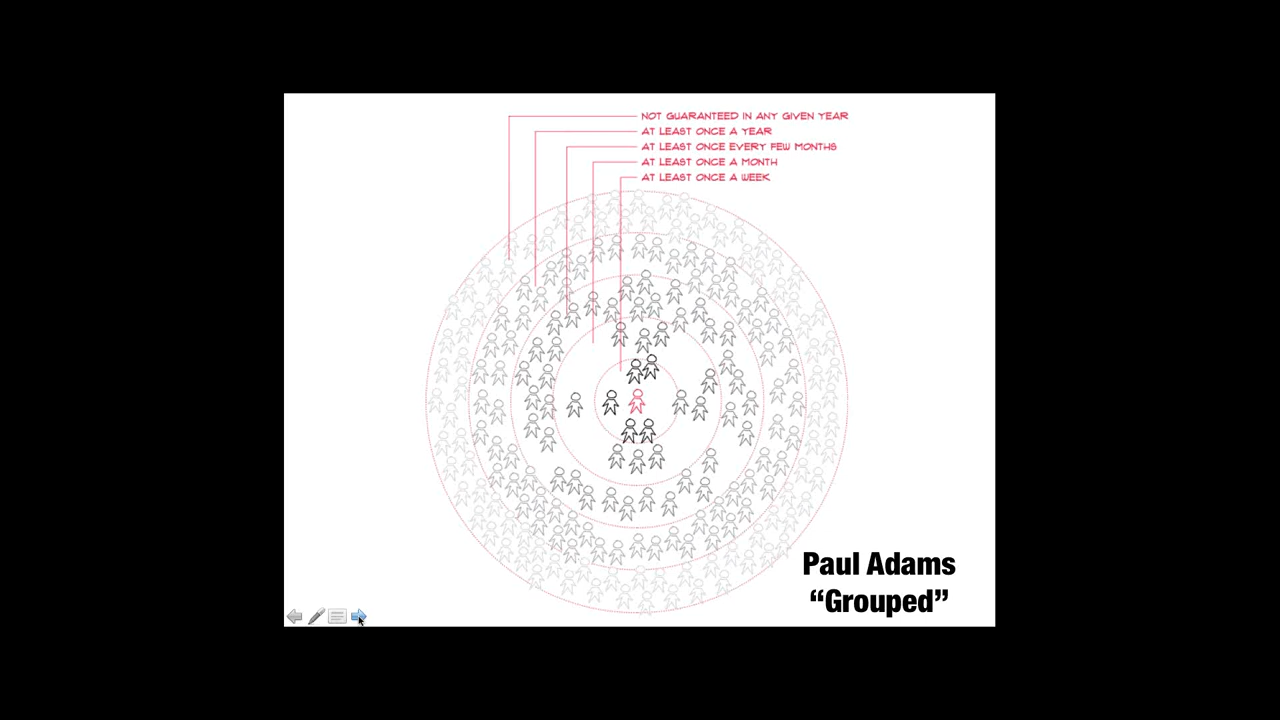 NOT GUARANTEED IN ANY GIVEN YEAR
AT LEAST ONCE A YEAR
AT LEAST ONCE EVERY FEW MONTHS
AT LEAST ONCE A MONTH
AT LEAST ONCE A WEEK
Paul Adams
“Grouped”